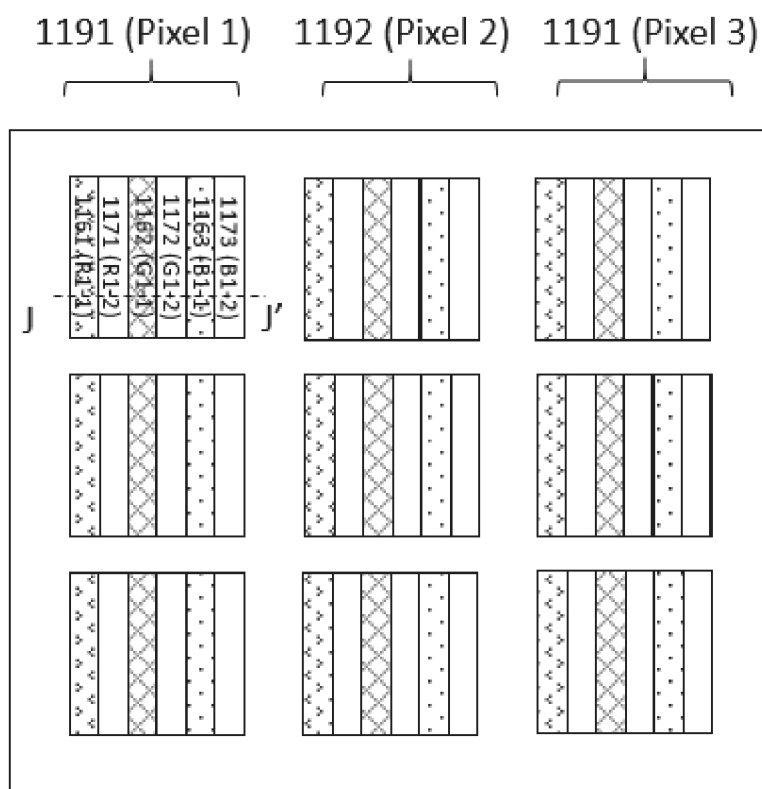 1191 (Pixel 1) 1192 (Pixel 2) 1191 (Pixel 3)
1161 (R1-1)
1171 (R1-2)
1162 (G1-1)
1172 (G1-2)
1163 (B1-1)
1173 (B1-2)
J J'